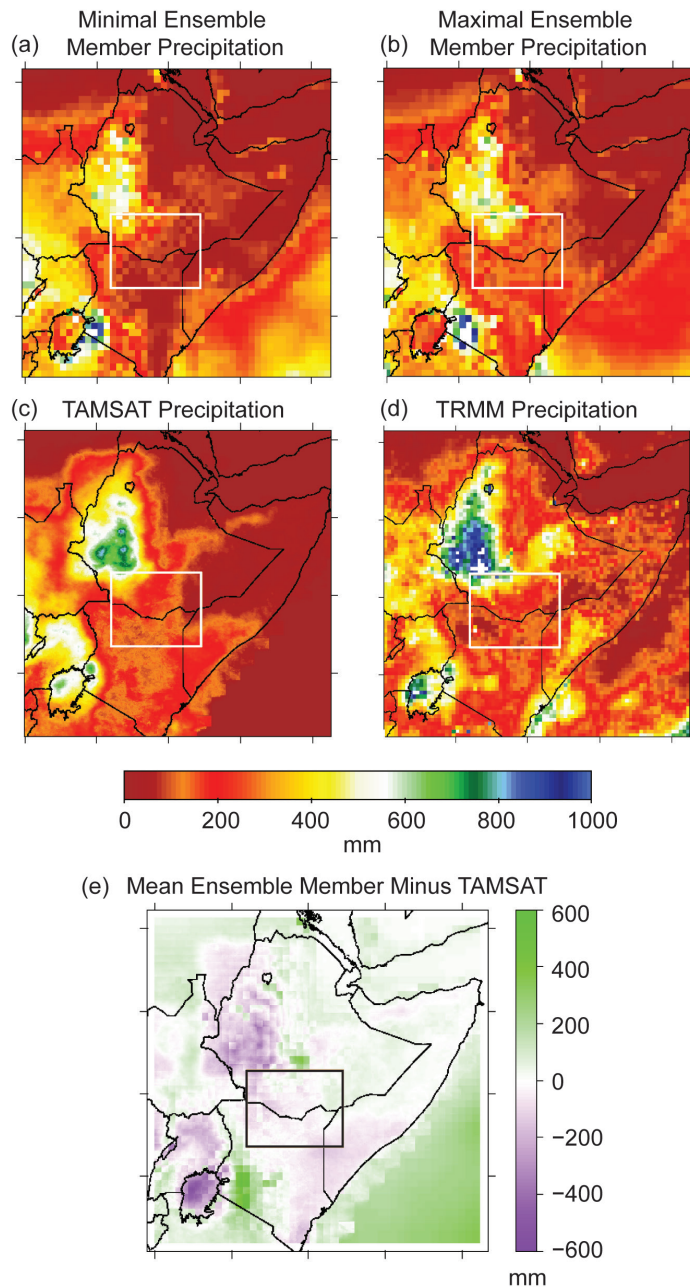 Minimal Ensemble
Member Precipitation
(a)
Maximal Ensemble
Member Precipitation
(b)
(c) TAMSAT Precipitation
(d) TRMM Precipitation
0 200 400 600 800 1000
mm
(e) Mean Ensemble Member Minus TAMSAT
600
400
200
0
−200
−400
−600
mm